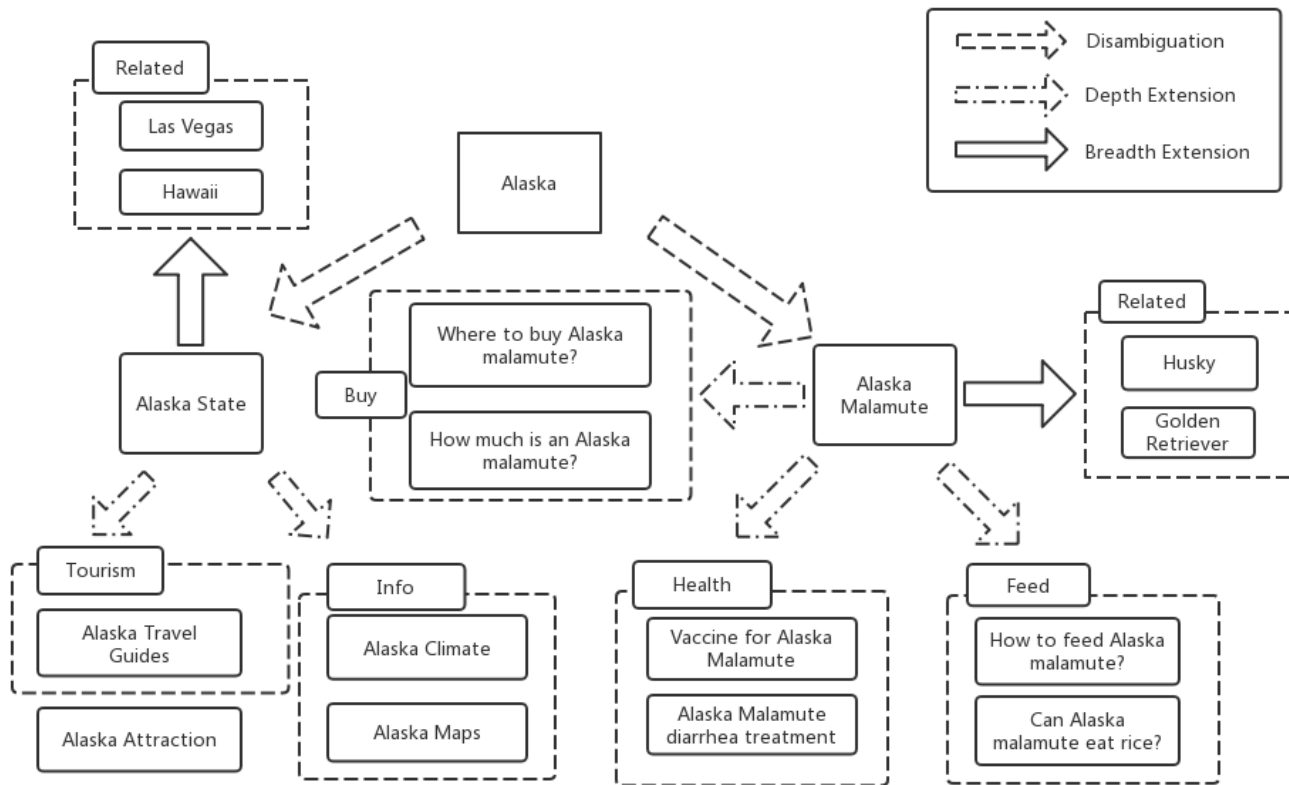 Related
Las Vegas
Hawaii
Alaska
Disambiguation
Depth Extension
Breadth Extension
Alaska State
Buy
Where to buy Alaska
malamute?
How much is an Alaska
malamute?
Alaska
Malamute
Related
Husky
Golden
Retriever
Tourism
Alaska Travel
Guides
Alaska Attraction
Info
Alaska Climate
Alaska Maps
Health
Vaccine for Alaska
Malamute
Alaska Malamute
diarrhea treatment
Feed
How to feed Alaska
malamute?
Can Alaska
malamute eat rice?